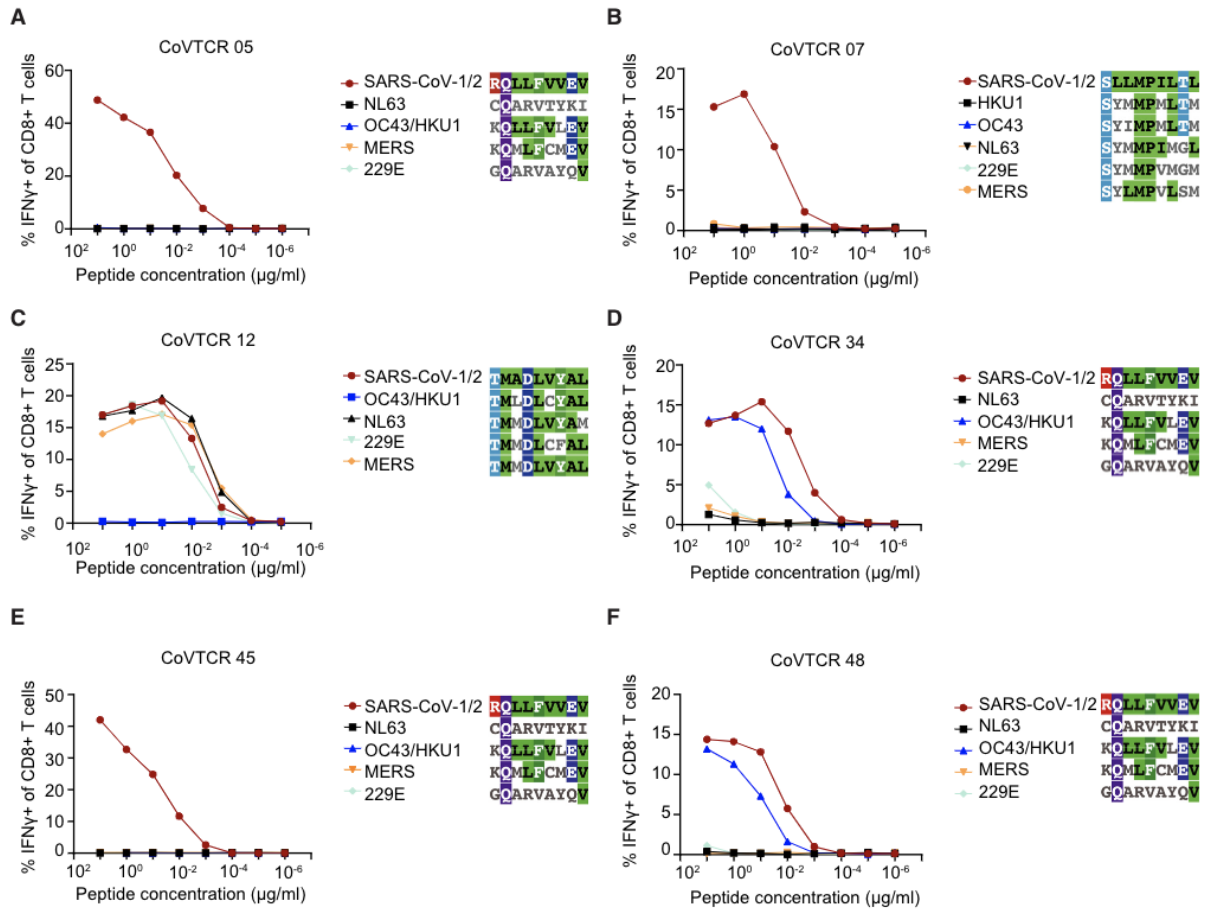 A
CoVTCR 05
% IFNγ+ of CD8+ T cells
60
40
20
0
10² 10⁰ 10⁻² 10⁻⁴ 10⁻⁶
Peptide concentration (µg/ml)
SARS-CoV-1/2 RQLLFVVEV
NL63 CQARVTYKI
OC43/HKU1 KQLLFVLEV
MERS KQMLFCMEV
229E GQARVAYQV
B
CoVTCR 07
% IFNγ+ of CD8+ T cells
20
15
10
5
0
10² 10⁰ 10⁻² 10⁻⁴ 10⁻⁶
Peptide concentration (µg/ml)
SARS-CoV-1/2 SLLMPILTL
HKU1 SYMMPMLTM
OC43 SYIMPMLTM
NL63 SYMMPIMGL
229E SYMMPVMGM
MERS SYLMPVLSM
C
CoVTCR 12
% IFNγ+ of CD8+ T cells
25
20
15
10
5
0
10² 10⁰ 10⁻² 10⁻⁴ 10⁻⁶
Peptide concentration (µg/ml)
SARS-CoV-1/2 TMADLVYAL
OC43/HKU1 TMLDLCYAL
NL63 TMMDLVYAM
229E TMMDLCFAL
MERS TMMDLVYAL
D
CoVTCR 34
% IFNγ+ of CD8+ T cells
20
15
10
5
0
10² 10⁰ 10⁻² 10⁻⁴ 10⁻⁶
Peptide concentration (µg/ml)
SARS-CoV-1/2 RQLLFVVEV
NL63 CQARVTYKI
OC43/HKU1 KQLLFVLEV
MERS KQMLFCMEV
229E GQARVAYQV
E
CoVTCR 45
% IFNγ+ of CD8+ T cells
50
40
30
20
10
0
10² 10⁰ 10⁻² 10⁻⁴ 10⁻⁶
Peptide concentration (µg/ml)
SARS-CoV-1/2 RQLLFVVEV
NL63 CQARVTYKI
OC43/HKU1 KQLLFVLEV
MERS KQMLFCMEV
229E GQARVAYQV
F
CoVTCR 48
% IFNγ+ of CD8+ T cells
20
15
10
5
0
10² 10⁰ 10⁻² 10⁻⁴ 10⁻⁶
Peptide concentration (µg/ml)
SARS-CoV-1/2 RQLLFVVEV
NL63 CQARVTYKI
OC43/HKU1 KQLLFVLEV
MERS KQMLFCMEV
229E GQARVAYQV